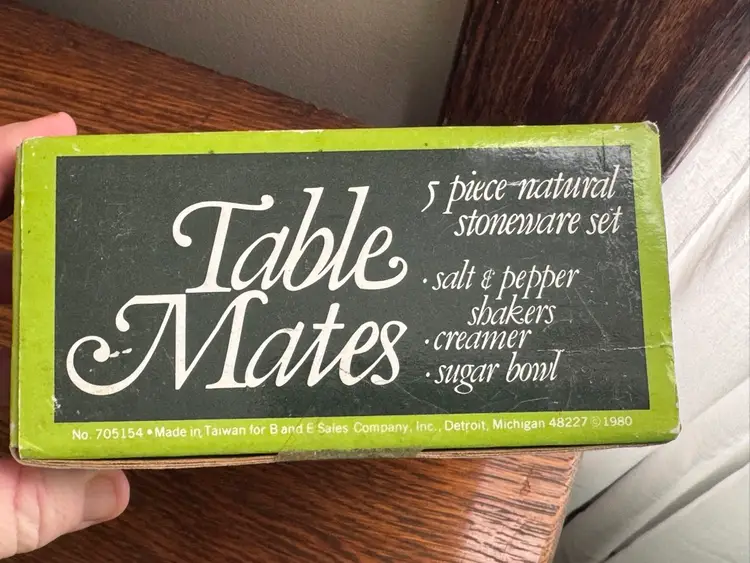 Table
Mates
5 piece natural
stoneware set
· salt & pepper
shakers
· creamer
· sugar bowl
No. 705154 • Made in Taiwan for B and E Sales Company, Inc., Detroit, Michigan 48227 © 1980